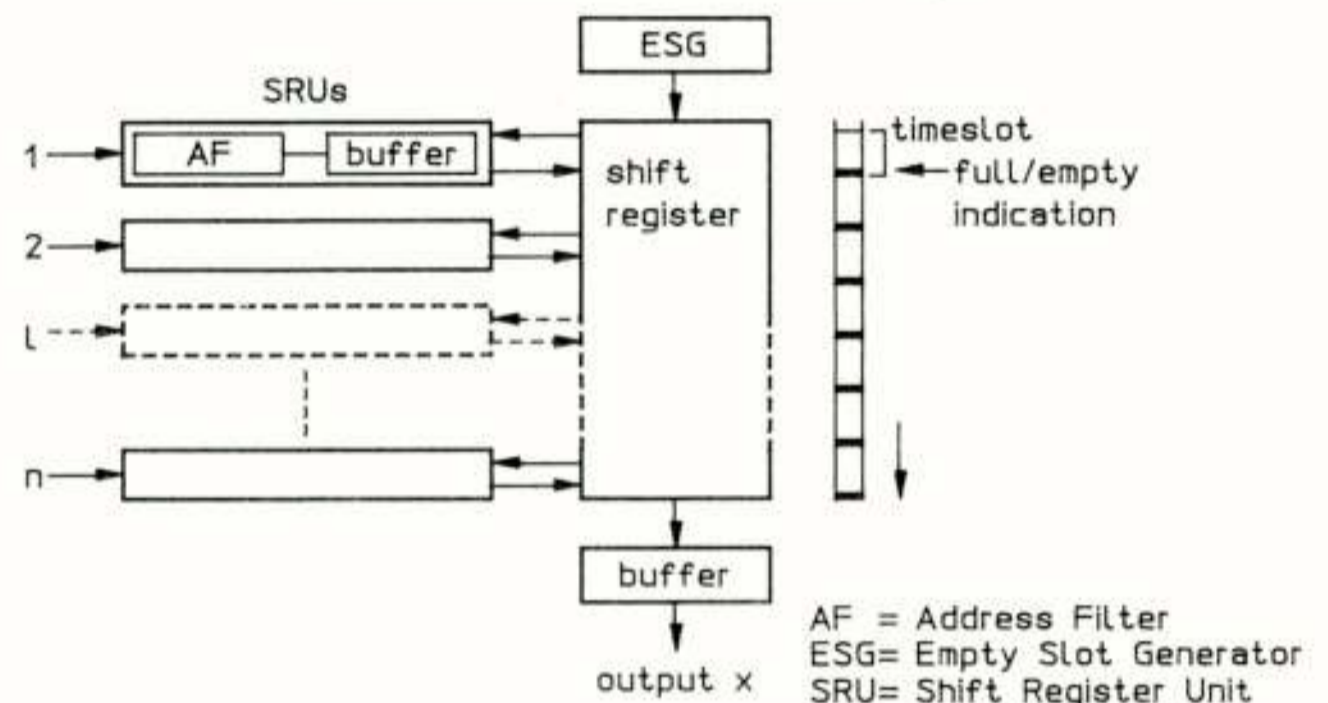 ESG
SRUs
1
AF
buffer
shift
register
timeslot
full/empty
indication
2
l
n
buffer
output x
AF = Address Filter
ESG= Empty Slot Generator
SRU= Shift Register Unit